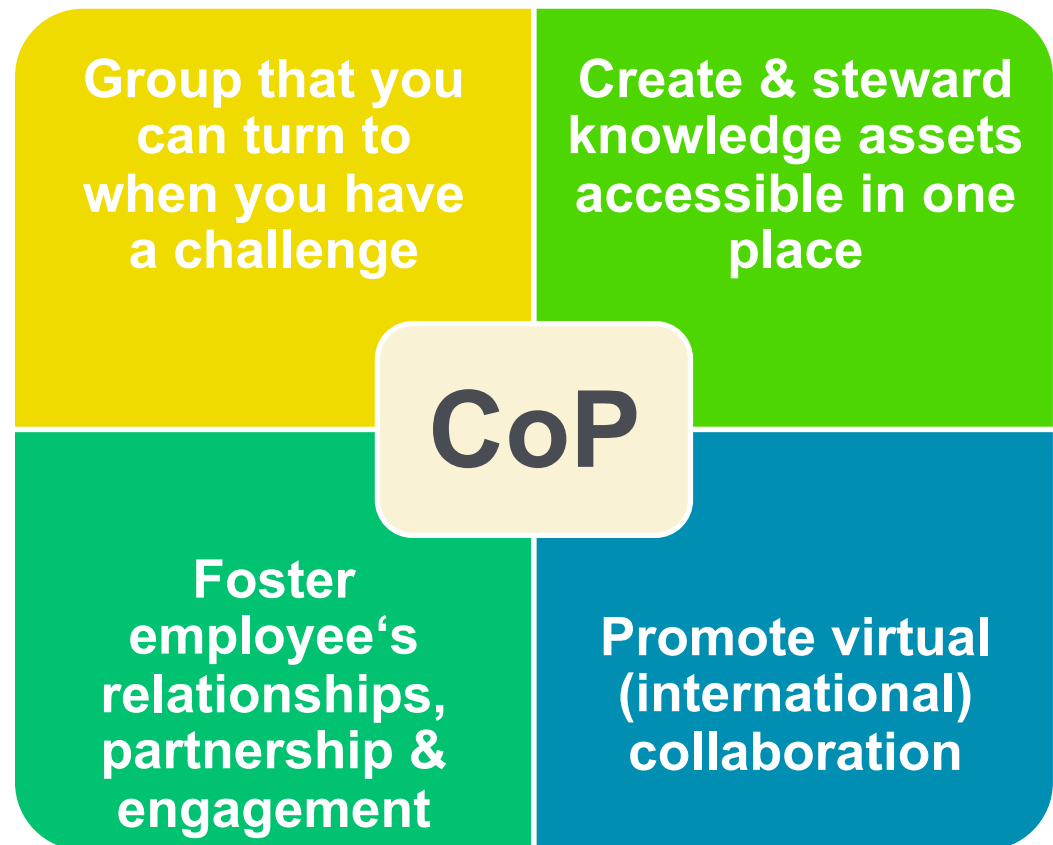 Group that you
can turn to
when you have
a challenge
Create & steward
knowledge assets
accessible in one
place
CoP
Foster
employee‘s
relationships,
partnership &
engagement
Promote virtual
(international)
collaboration